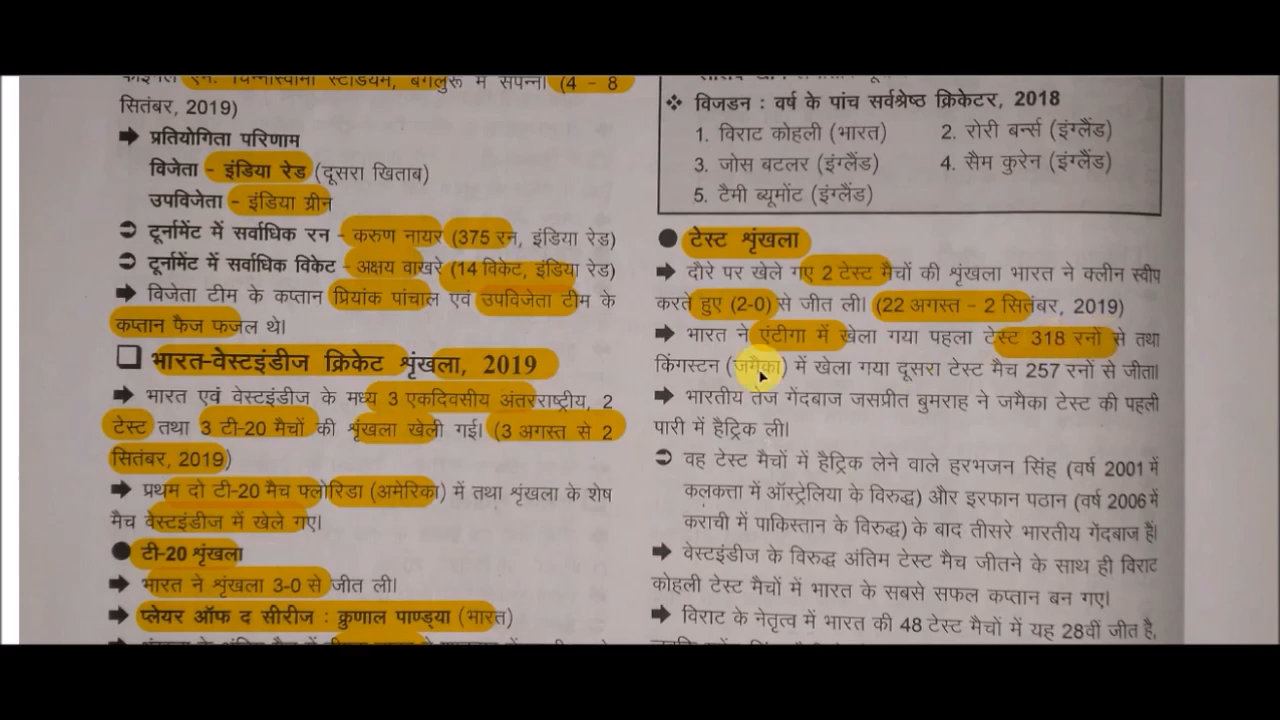 फाइनल एम. चिन्नास्वामी स्टेडियम, बंगलुरू में संपन्न। (4 - 8
सितंबर, 2019)
➡ प्रतियोगिता परिणाम
विजेता - इंडिया रेड (दूसरा खिताब)
उपविजेता - इंडिया ग्रीन
➲ टूर्नामेंट में सर्वाधिक रन - करुण नायर (375 रन, इंडिया रेड)
➲ टूर्नामेंट में सर्वाधिक विकेट - अक्षय वाखरे (14 विकेट, इंडिया रेड)
➡ विजेता टीम के कप्तान प्रियांक पांचाल एवं उपविजेता टीम के
कप्तान फैज फजल थे।
❑ भारत-वेस्टइंडीज क्रिकेट शृंखला, 2019
➡ भारत एवं वेस्टइंडीज के मध्य 3 एकदिवसीय अंतरराष्ट्रीय, 2
टेस्ट तथा 3 टी-20 मैचों की शृंखला खेली गई। (3 अगस्त से 2
सितंबर, 2019)
➡ प्रथम दो टी-20 मैच फ्लोरिडा (अमेरिका) में तथा शृंखला के शेष
मैच वेस्टइंडीज में खेले गए।
● टी-20 शृंखला
➡ भारत ने शृंखला 3-0 से जीत ली।
➡ प्लेयर ऑफ द सीरीज : क्रुणाल पाण्ड्या (भारत)
❖ विजडन : वर्ष के पांच सर्वश्रेष्ठ क्रिकेटर, 2018
1. विराट कोहली (भारत) 2. रोरी बर्न्स (इंग्लैंड)
3. जोस बटलर (इंग्लैंड) 4. सैम कुरेन (इंग्लैंड)
5. टैमी ब्यूमोंट (इंग्लैंड)
● टेस्ट शृंखला
➡ दौरे पर खेले गए 2 टेस्ट मैचों की शृंखला भारत ने क्लीन स्वीप
करते हुए (2-0) से जीत ली। (22 अगस्त - 2 सितंबर, 2019)
➡ भारत ने एंटीगा में खेला गया पहला टेस्ट 318 रनों से तथा
किंगस्टन (जमैका) में खेला गया दूसरा टेस्ट मैच 257 रनों से जीता।
➡ भारतीय तेज गेंदबाज जसप्रीत बुमराह ने जमैका टेस्ट की पहली
पारी में हैट्रिक ली।
➲ वह टेस्ट मैचों में हैट्रिक लेने वाले हरभजन सिंह (वर्ष 2001 में
कलकत्ता में ऑस्ट्रेलिया के विरुद्ध) और इरफान पठान (वर्ष 2006 में
कराची में पाकिस्तान के विरुद्ध) के बाद तीसरे भारतीय गेंदबाज हैं।
➡ वेस्टइंडीज के विरुद्ध अंतिम टेस्ट मैच जीतने के साथ ही विराट
कोहली टेस्ट मैचों में भारत के सबसे सफल कप्तान बन गए।
➡ विराट के नेतृत्व में भारत की 48 टेस्ट मैचों में यह 28वीं जीत है,